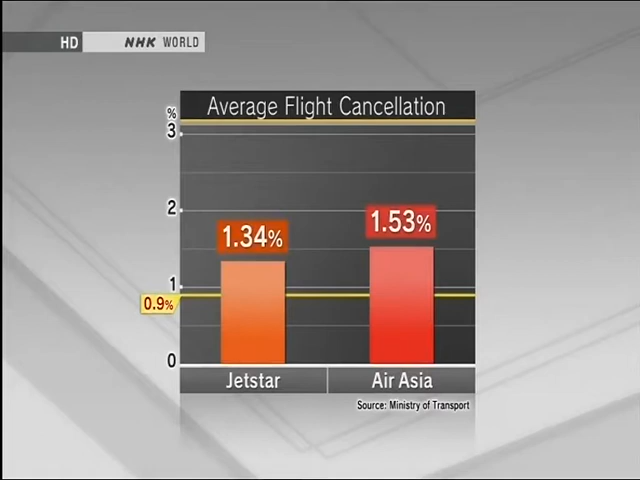 HD NHK WORLD
Average Flight Cancellation
%
3
2
1
0.9%
0
1.34%
1.53%
Jetstar
Air Asia
Source: Ministry of Transport